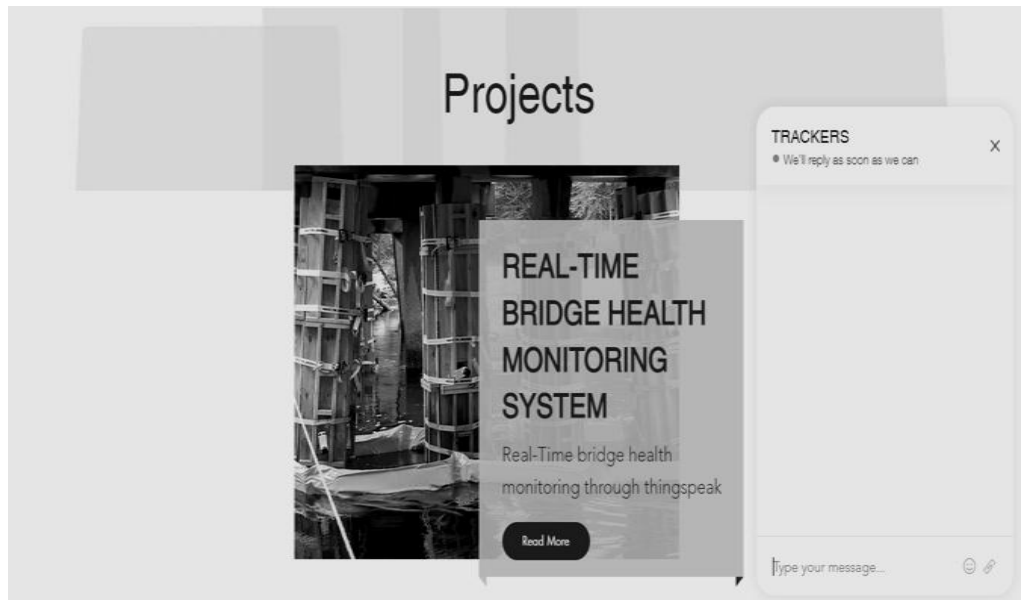 Projects
REAL-TIME
BRIDGE HEALTH
MONITORING
SYSTEM
Real-Time bridge health
monitoring through thingspeak
Read More
TRACKERS
We'll reply as soon as we can
X
Type your message...